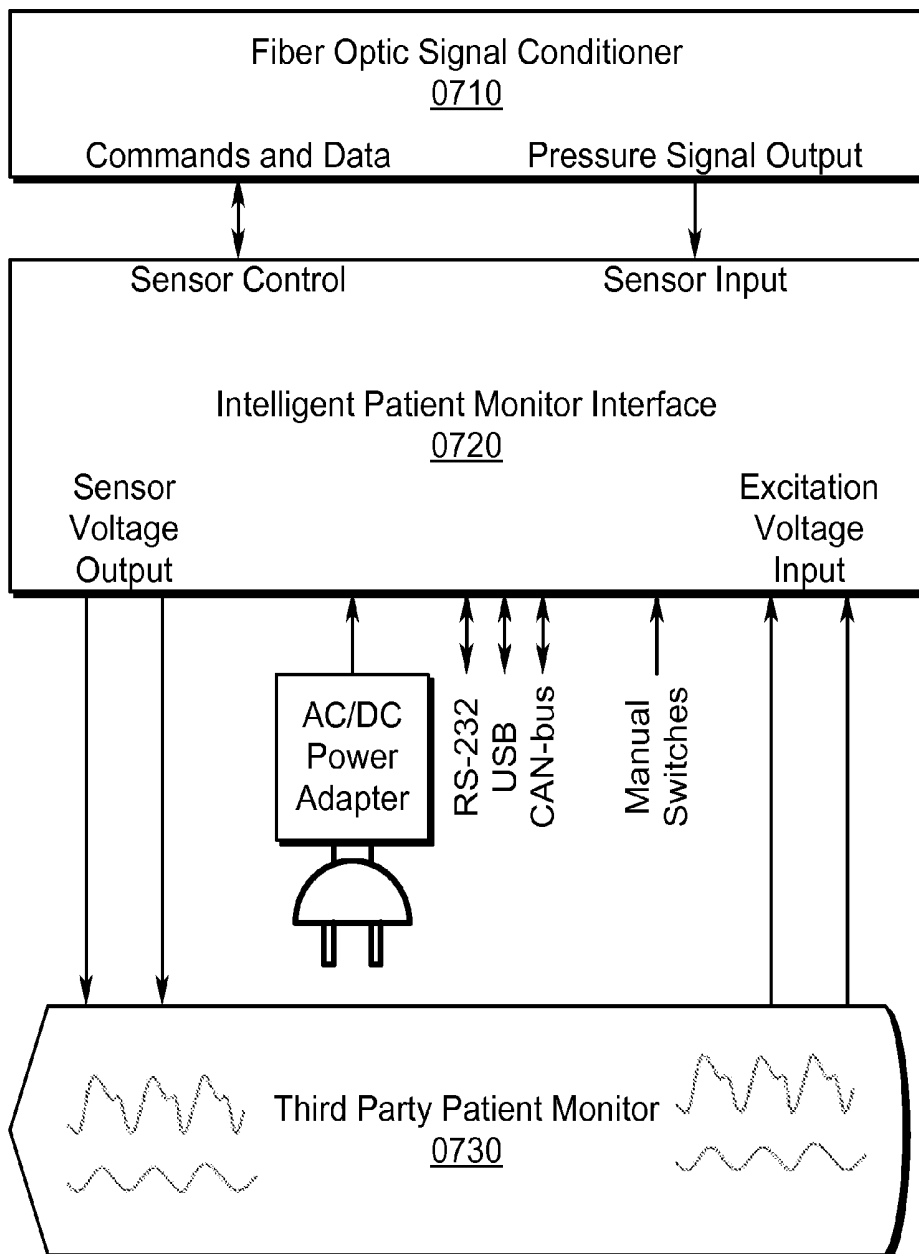 Fiber Optic Signal Conditioner
0710
Commands and Data
Pressure Signal Output
Sensor Control
Sensor Input
Intelligent Patient Monitor Interface
0720
Sensor
Voltage
Output
Excitation
Voltage
Input
AC/DC
Power
Adapter
RS-232
USB
CAN-bus
Manual
Switches
Third Party Patient Monitor
0730